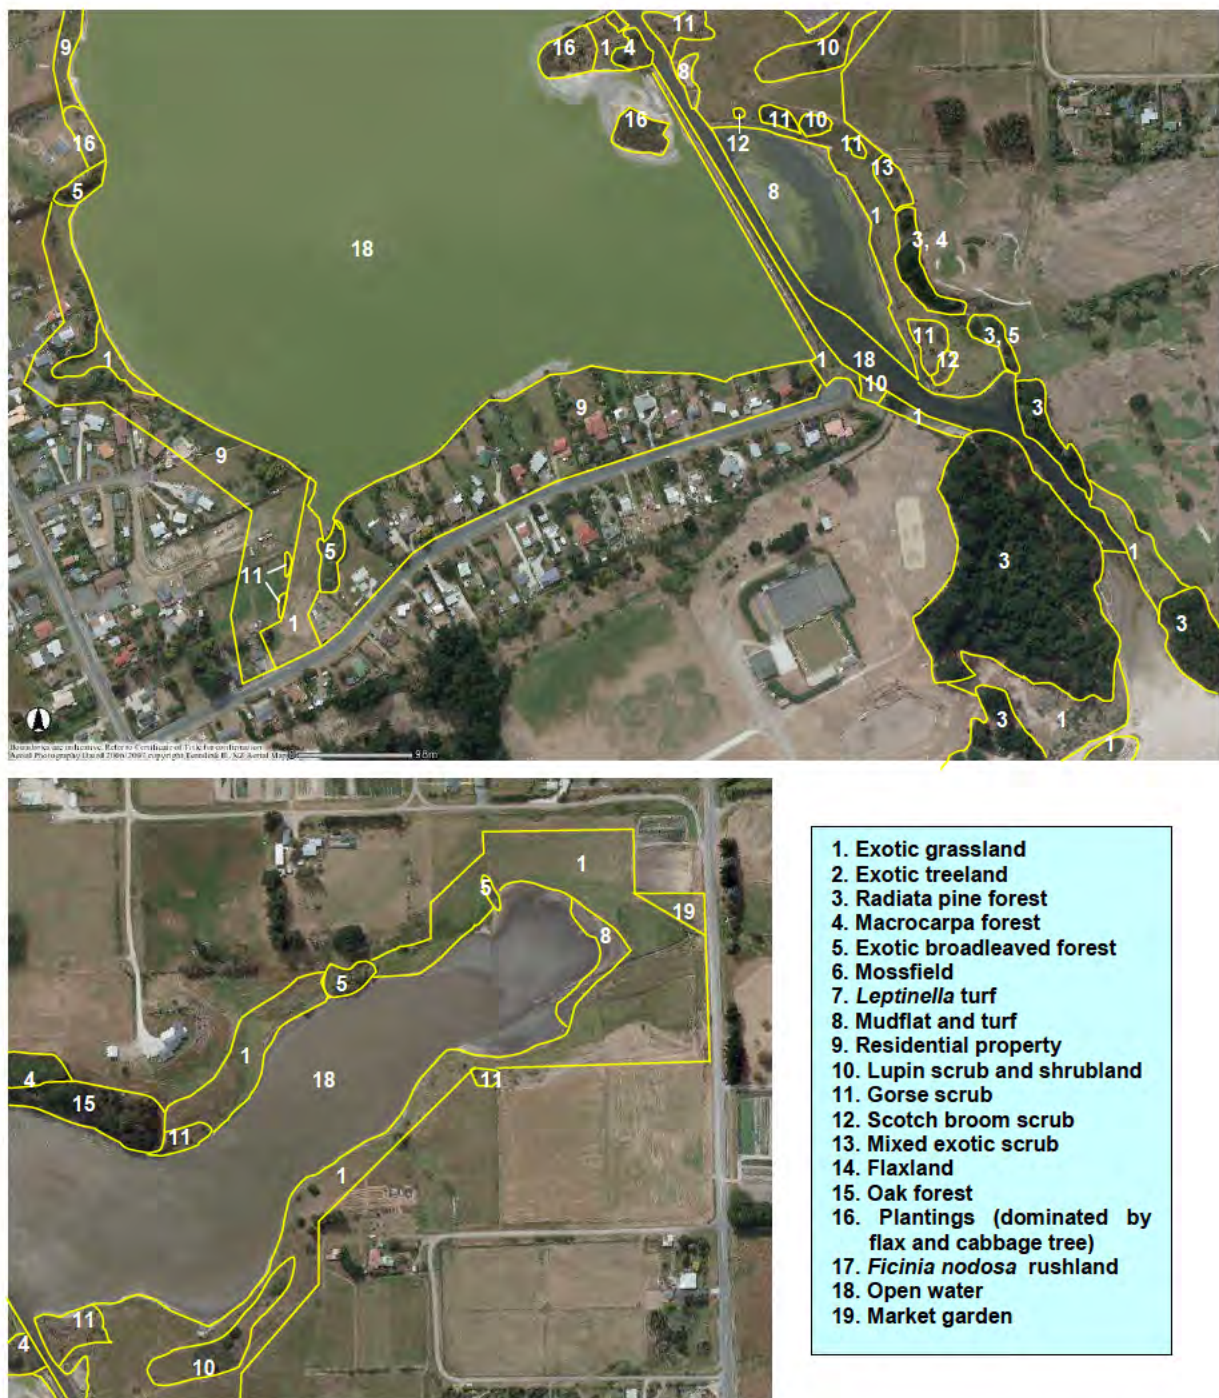 9
16
1
4
11
10
8
16
16
12
11
10
11
13
5
8
1
3, 4
18
11
12
3, 5
18
1
1
10
3
9
1
9
5
11
3
1
3
1
3
1
1
1
5
19
8
5
1
18
4
15
11
11
1
11
4
10
1. Exotic grassland
2. Exotic treeland
3. Radiata pine forest
4. Macrocarpa forest
5. Exotic broadleaved forest
6. Mossfield
7. Leptinella turf
8. Mudflat and turf
9. Residential property
10. Lupin scrub and shrubland
11. Gorse scrub
12. Scotch broom scrub
13. Mixed exotic scrub
14. Flaxland
15. Oak forest
16. Plantings (dominated by
flax and cabbage tree)
17. Ficinia nodosa rushland
18. Open water
19. Market garden